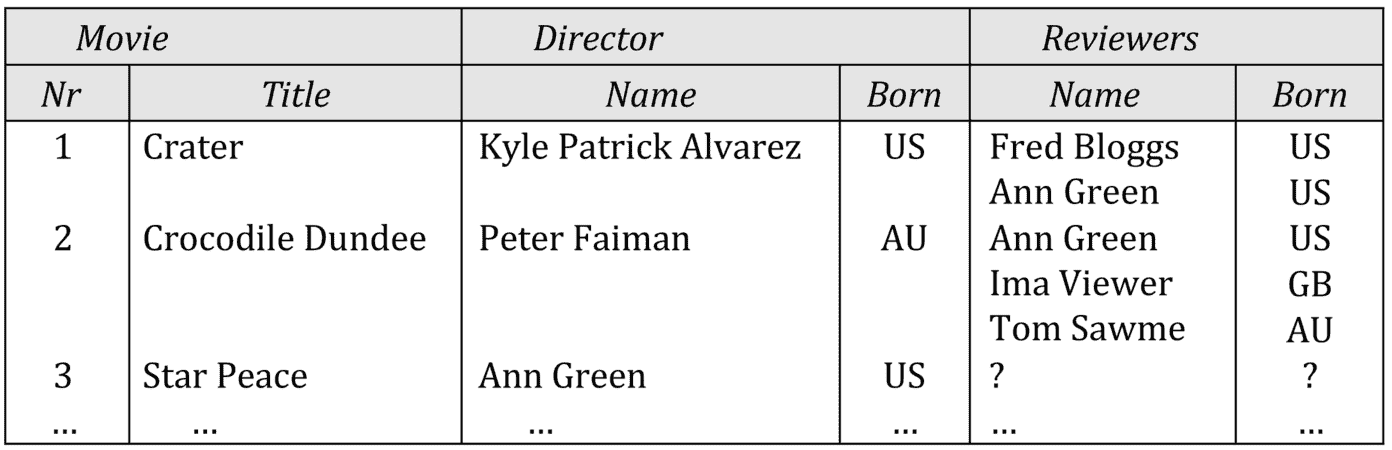 Movie Director Reviewers
Nr Title Name Born Name Born
1 Crater Kyle Patrick Alvarez US Fred Bloggs US
Ann Green US
2 Crocodile Dundee Peter Faiman AU Ann Green US
Ima Viewer GB
Tom Sawme AU
3 Star Peace Ann Green US ? ?
... ... ... ... ... ...